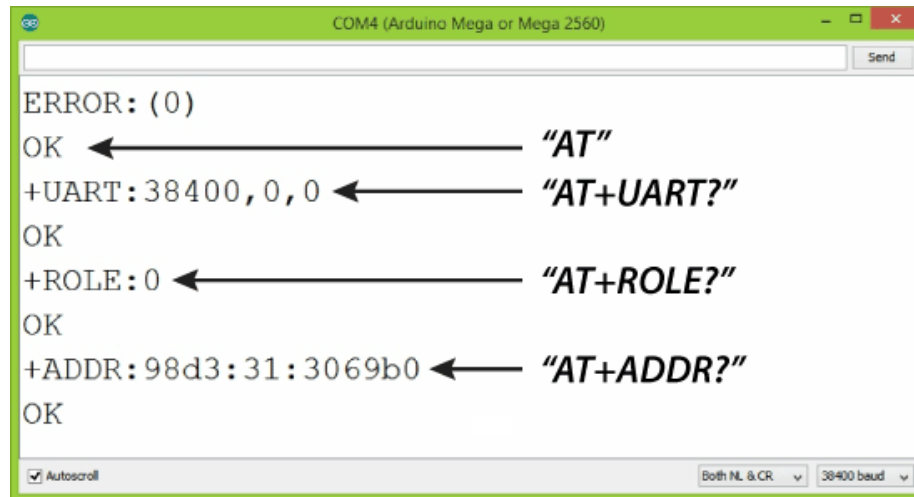 COM4 (Arduino Mega or Mega 2560)
Send
ERROR:(0)
OK "AT"
+UART:38400,0,0 "AT+UART?"
OK
+ROLE:0 "AT+ROLE?"
OK
+ADDR:98d3:31:3069b0 "AT+ADDR?"
OK
Autoscroll Both NL & CR 38400 baud